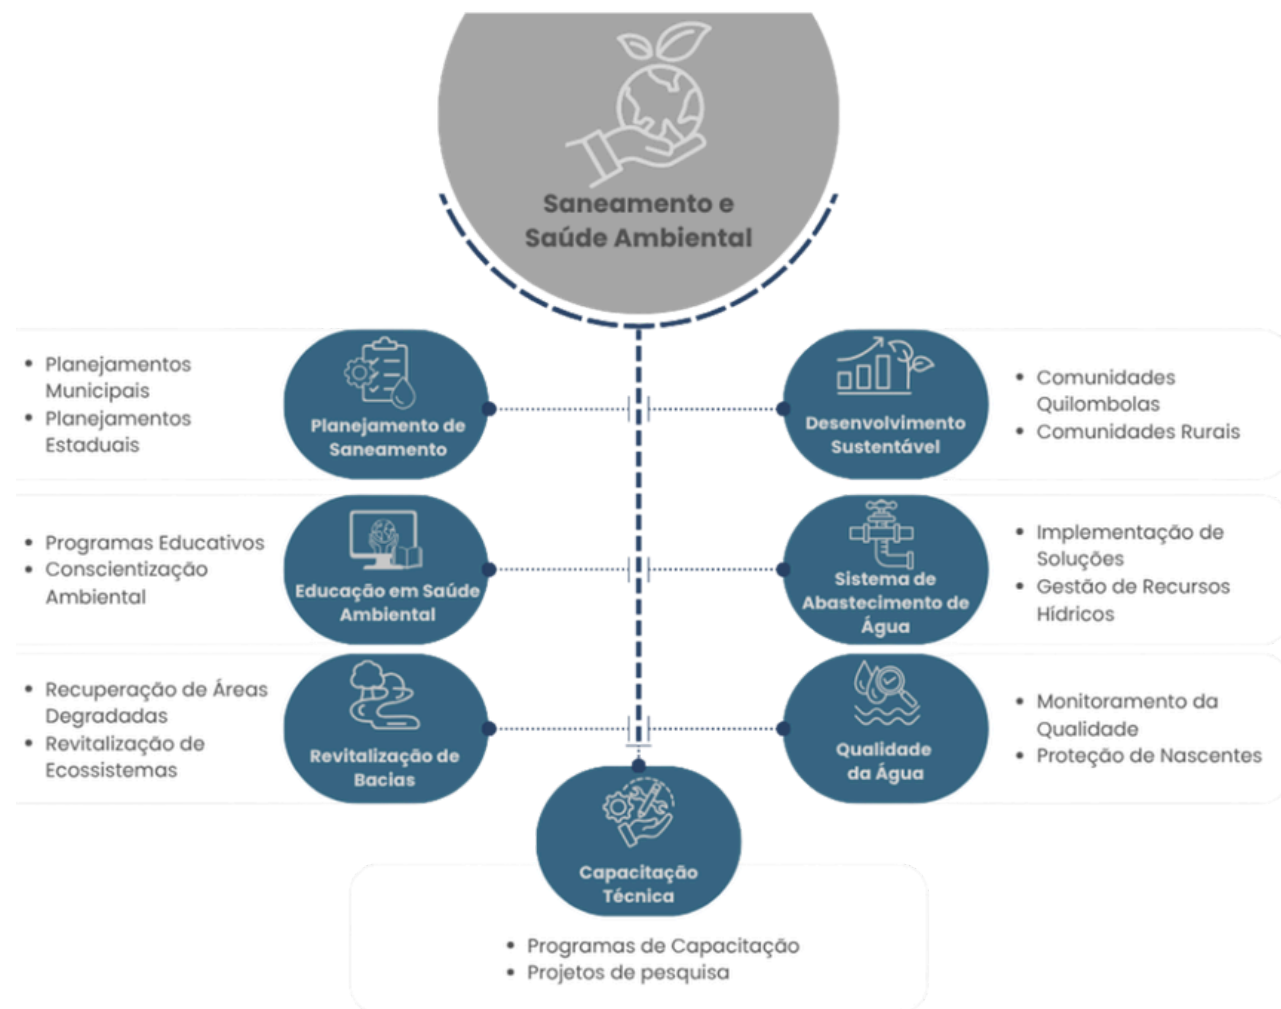 Saneamento e
Saúde Ambiental
• Planejamentos
Municipais
• Planejamentos
Estaduais
Planejamento de
Saneamento
Desenvolvimento
Sustentável
• Comunidades
Quilombolas
• Comunidades Rurais
• Programas Educativos
• Conscientização
Ambiental
Educação em Saúde
Ambiental
Sistema de
Abastecimento de
Água
• Implementação de
Soluções
• Gestão de Recursos
Hídricos
• Recuperação de Áreas
Degradadas
• Revitalização de
Ecossistemas
Revitalização de
Bacias
Qualidade
da Água
• Monitoramento da
Qualidade
• Proteção de Nascentes
Capacitação
Técnica
• Programas de Capacitação
• Projetos de pesquisa